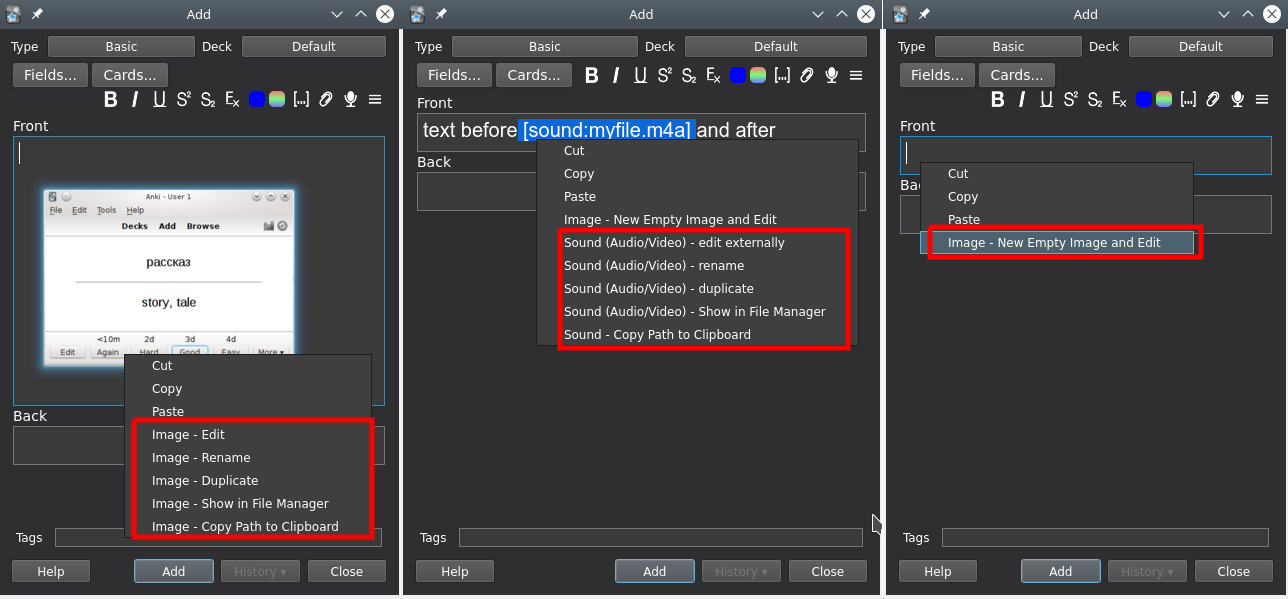 Add
Type Basic Deck Default
Fields... Cards...
B I U S² S₂ Ex [...]
Front
Anki - User 1
File Edit Tools Help
Decks Add Browse
рассказ
story, tale
<10m 2d 3d 4d
Edit Again Hard Good Easy More ▾
Cut
Copy
Paste
Back
Image - Edit
Image - Rename
Image - Duplicate
Image - Show in File Manager
Image - Copy Path to Clipboard
Tags
Help Add History ▾ Close
Add
Type Basic Deck Default
Fields... Cards... B I U S² S₂ Ex [...]
Front
text before [sound:myfile.m4a] and after
Back
Cut
Copy
Paste
Image - New Empty Image and Edit
Sound (Audio/Video) - edit externally
Sound (Audio/Video) - rename
Sound (Audio/Video) - duplicate
Sound (Audio/Video) - Show in File Manager
Sound - Copy Path to Clipboard
Tags
Help Add History ▾ Close
Add
Type Basic Deck Default
Fields... Cards...
B I U S² S₂ Ex [...]
Front
Ba
Cut
Copy
Paste
Image - New Empty Image and Edit
Tags
Help Add History ▾ Close